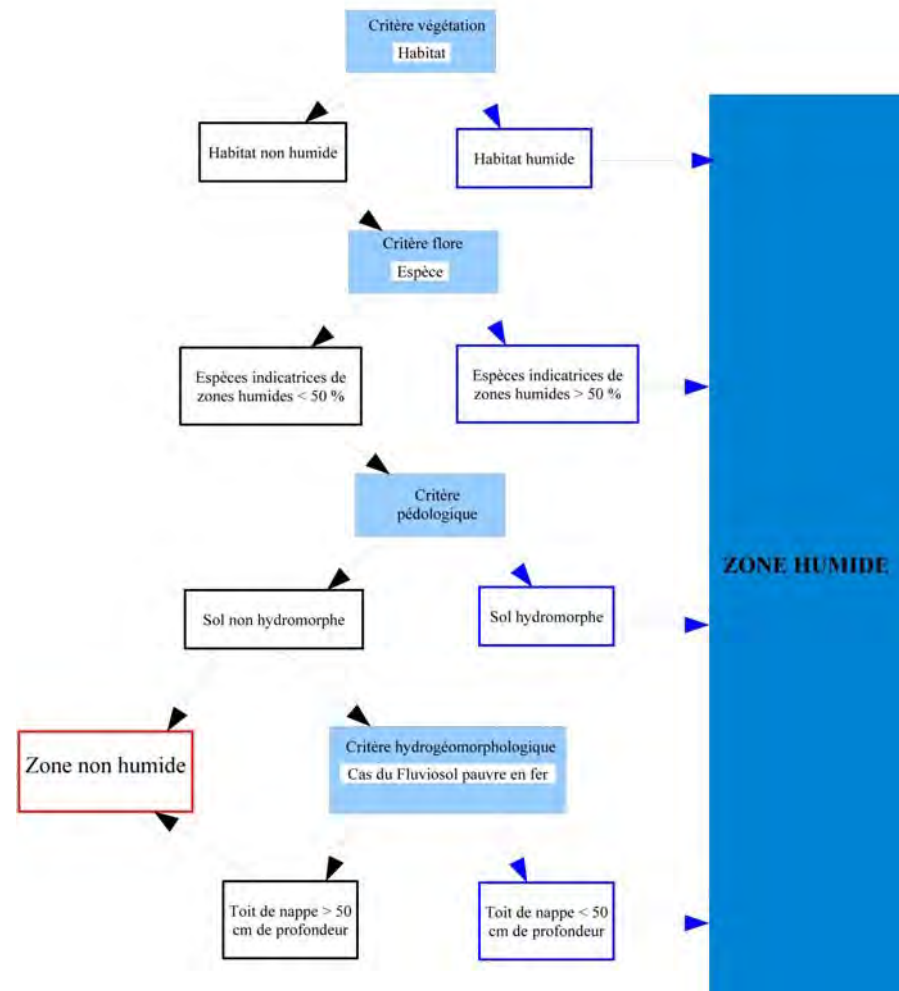 Critère végétation
Habitat
Habitat non humide
Habitat humide
Critère flore
Espèce
Espèces indicatrices de
zones humides < 50 %
Espèces indicatrices de
zones humides > 50 %
Critère
pédologique
ZONE HUMIDE
Sol non hydromorphe
Sol hydromorphe
Zone non humide
Critère hydrogéomorphologique
Cas du Fluviosol pauvre en fer
Toit de nappe > 50
cm de profondeur
Toit de nappe < 50
cm de profondeur